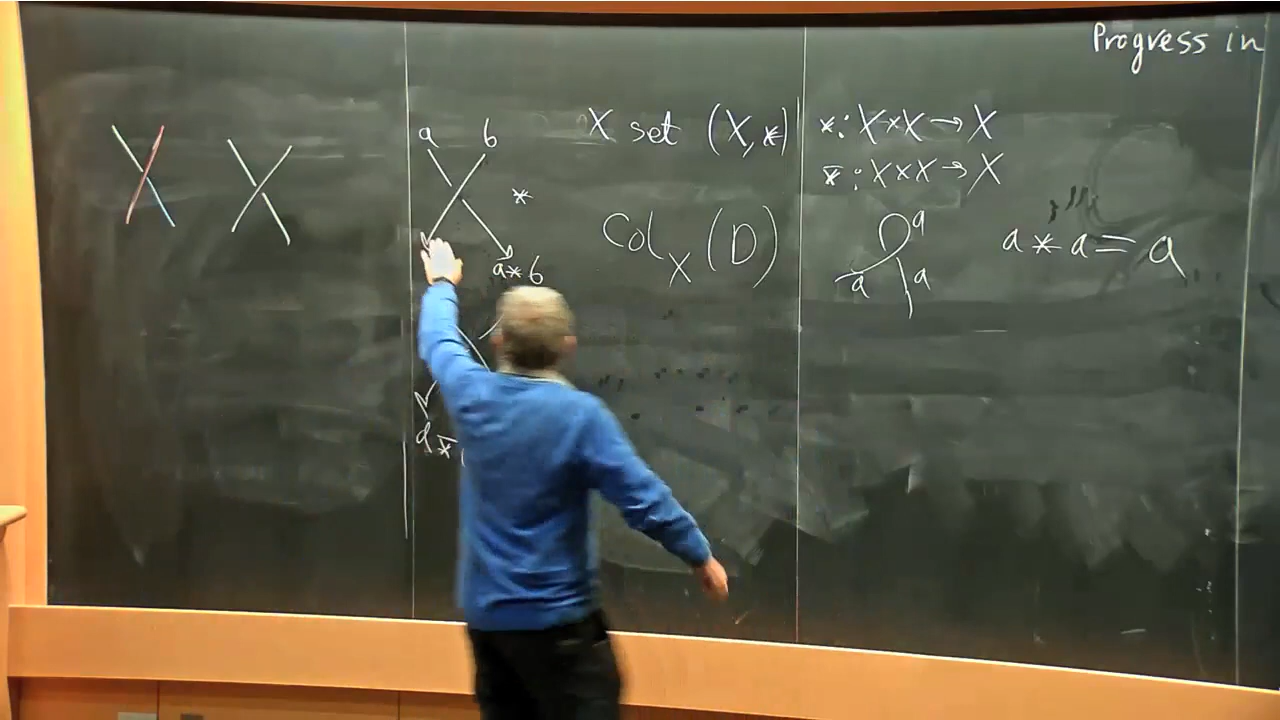 Progress in
a b
*
a * b
a *̄
X set (X, *)
Col_X (D)
* : X × X → X
*̄ : X × X → X
a
a a
a * a = a